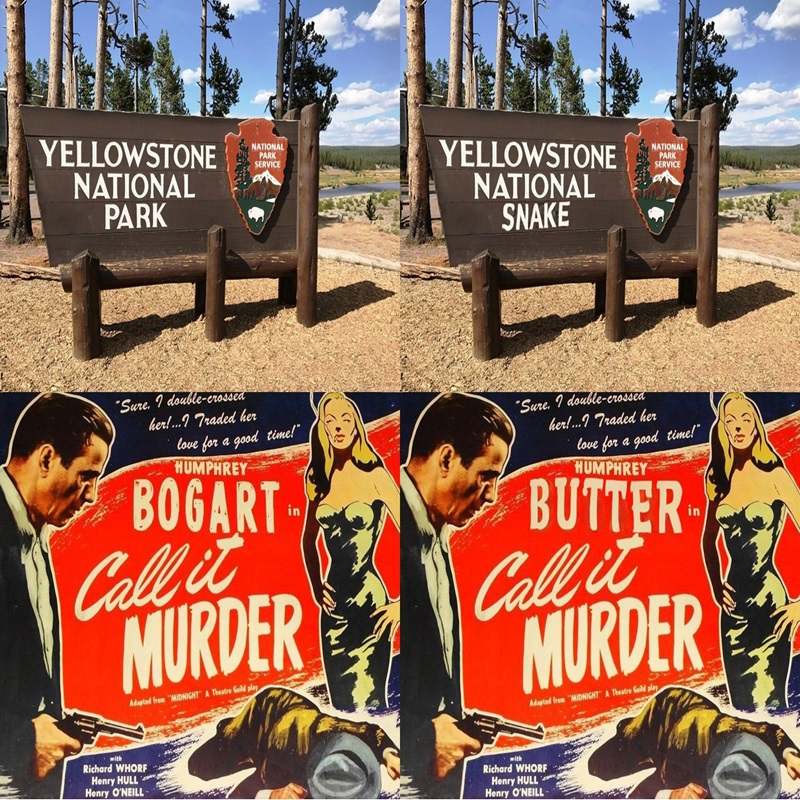 YELLOWSTONE
NATIONAL
PARK
NATIONAL
PARK
SERVICE
YELLOWSTONE
NATIONAL
SNAKE
NATIONAL
PARK
SERVICE
"Sure, I double-crossed
her!...I Traded her
love for a good time!"
HUMPHREY
BOGART in
Call it
MURDER
Adapted from "MIDNIGHT" A Theatre Guild play
with
Richard WHORF
Henry HULL
Henry O'NEILL
"Sure, I double-crossed
her!...I Traded her
love for a good time!"
HUMPHREY
BUTTER in
Call it
MURDER
Adapted from "MIDNIGHT" A Theatre Guild play
with
Richard WHORF
Henry HULL
Henry O'NEILL